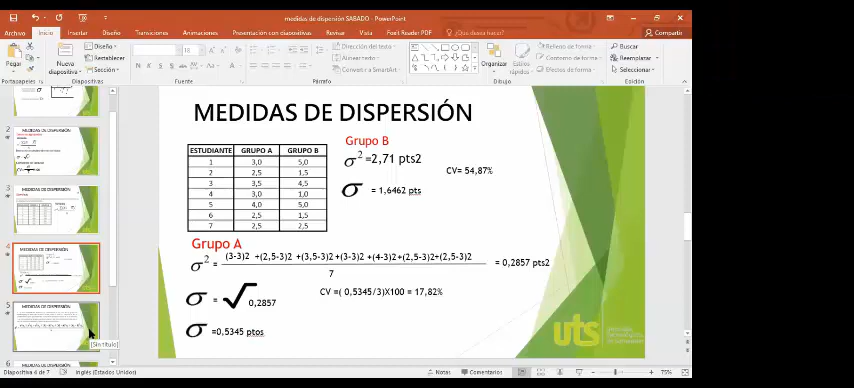 medidas de dispersión SABADO - PowerPoint
Archivo Inicio Insertar Diseño Transiciones Animaciones Presentación con diapositivas Revisar Vista Foxit Reader PDF ¿Qué desea hacer? Compartir
Pegar
Nueva diapositiva
Diseño
Restablecer
Sección
N K S
Dirección del texto
Alinear texto
Convertir a SmartArt
Organizar
Estilos rápidos
Relleno de forma
Contorno de forma
Efectos de forma
Buscar
Reemplazar
Seleccionar
Portapapeles Diapositivas Fuente Párrafo Dibujo Edición
2
3
4
5
6
MEDIDAS DE DISPERSIÓN
ESTUDIANTE GRUPO A GRUPO B
1 3,0 5,0
2 2,5 1,5
3 3,5 4,5
4 3,0 1,0
5 4,0 5,0
6 2,5 1,5
7 2,5 2,5
Grupo B
σ² =2,71 pts2
CV= 54,87%
σ = 1,6462 pts
Grupo A
σ² = (3-3)2 +(2,5-3)2 +(3,5-3)2 +(3-3)2 +(4-3)2+(2,5-3)2+(2,5-3)2
7
= 0,2857 pts2
σ = √ 0,2857
CV =( 0,5345/3)X100 = 17,82%
σ =0,5345 ptos
uts
(Sin título)
Diapositiva 4 de 7 Inglés (Estados Unidos) Notas Comentarios 75%